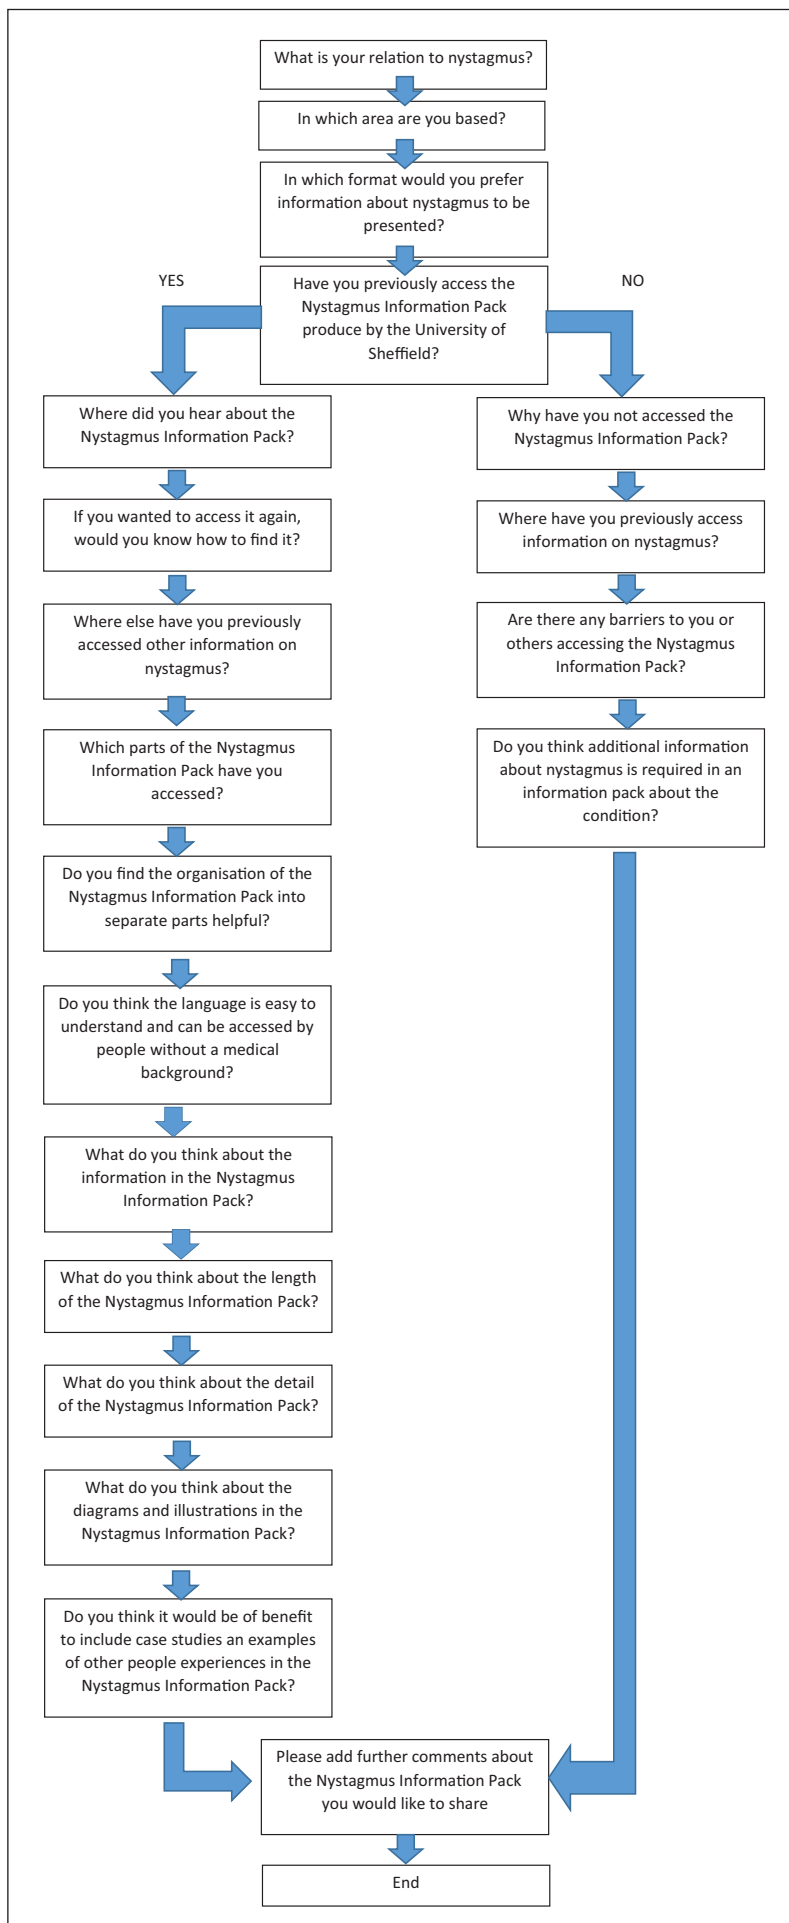 What is your relation to nystagmus?
In which area are you based?
In which format would you prefer
information about nystagmus to be
presented?
YES
Have you previously access the
Nystagmus Information Pack
produce by the University of
Sheffield?
NO
Where did you hear about the
Nystagmus Information Pack?
If you wanted to access it again,
would you know how to find it?
Where else have you previously
accessed other information on
nystagmus?
Which parts of the Nystagmus
Information Pack have you
accessed?
Do you find the organisation of the
Nystagmus Information Pack into
separate parts helpful?
Do you think the language is easy to
understand and can be accessed by
people without a medical
background?
What do you think about the
information in the Nystagmus
Information Pack?
What do you think about the length
of the Nystagmus Information Pack?
What do you think about the detail
of the Nystagmus Information Pack?
What do you think about the
diagrams and illustrations in the
Nystagmus Information Pack?
Do you think it would be of benefit
to include case studies an examples
of other people experiences in the
Nystagmus Information Pack?
Why have you not accessed the
Nystagmus Information Pack?
Where have you previously access
information on nystagmus?
Are there any barriers to you or
others accessing the Nystagmus
Information Pack?
Do you think additional information
about nystagmus is required in an
information pack about the
condition?
Please add further comments about
the Nystagmus Information Pack
you would like to share
End